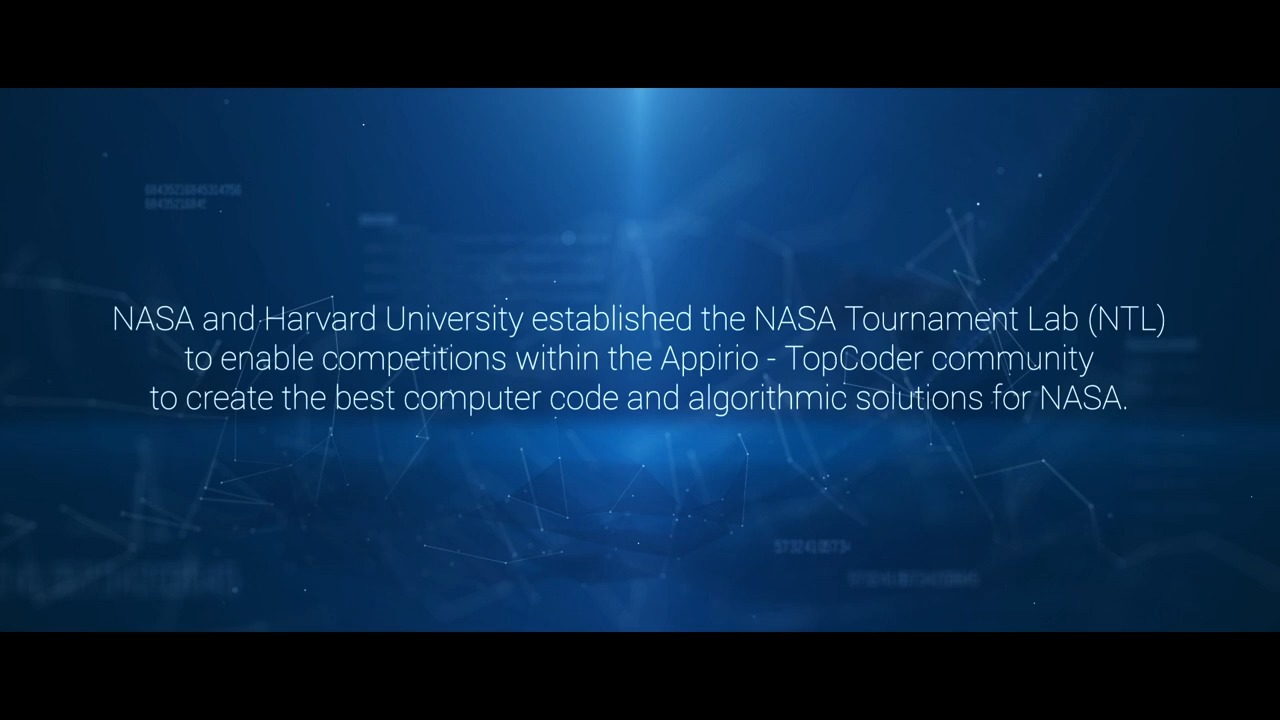 NASA and Harvard University established the NASA Tournament Lab (NTL)
to enable competitions within the Appirio - TopCoder community
to create the best computer code and algorithmic solutions for NASA.